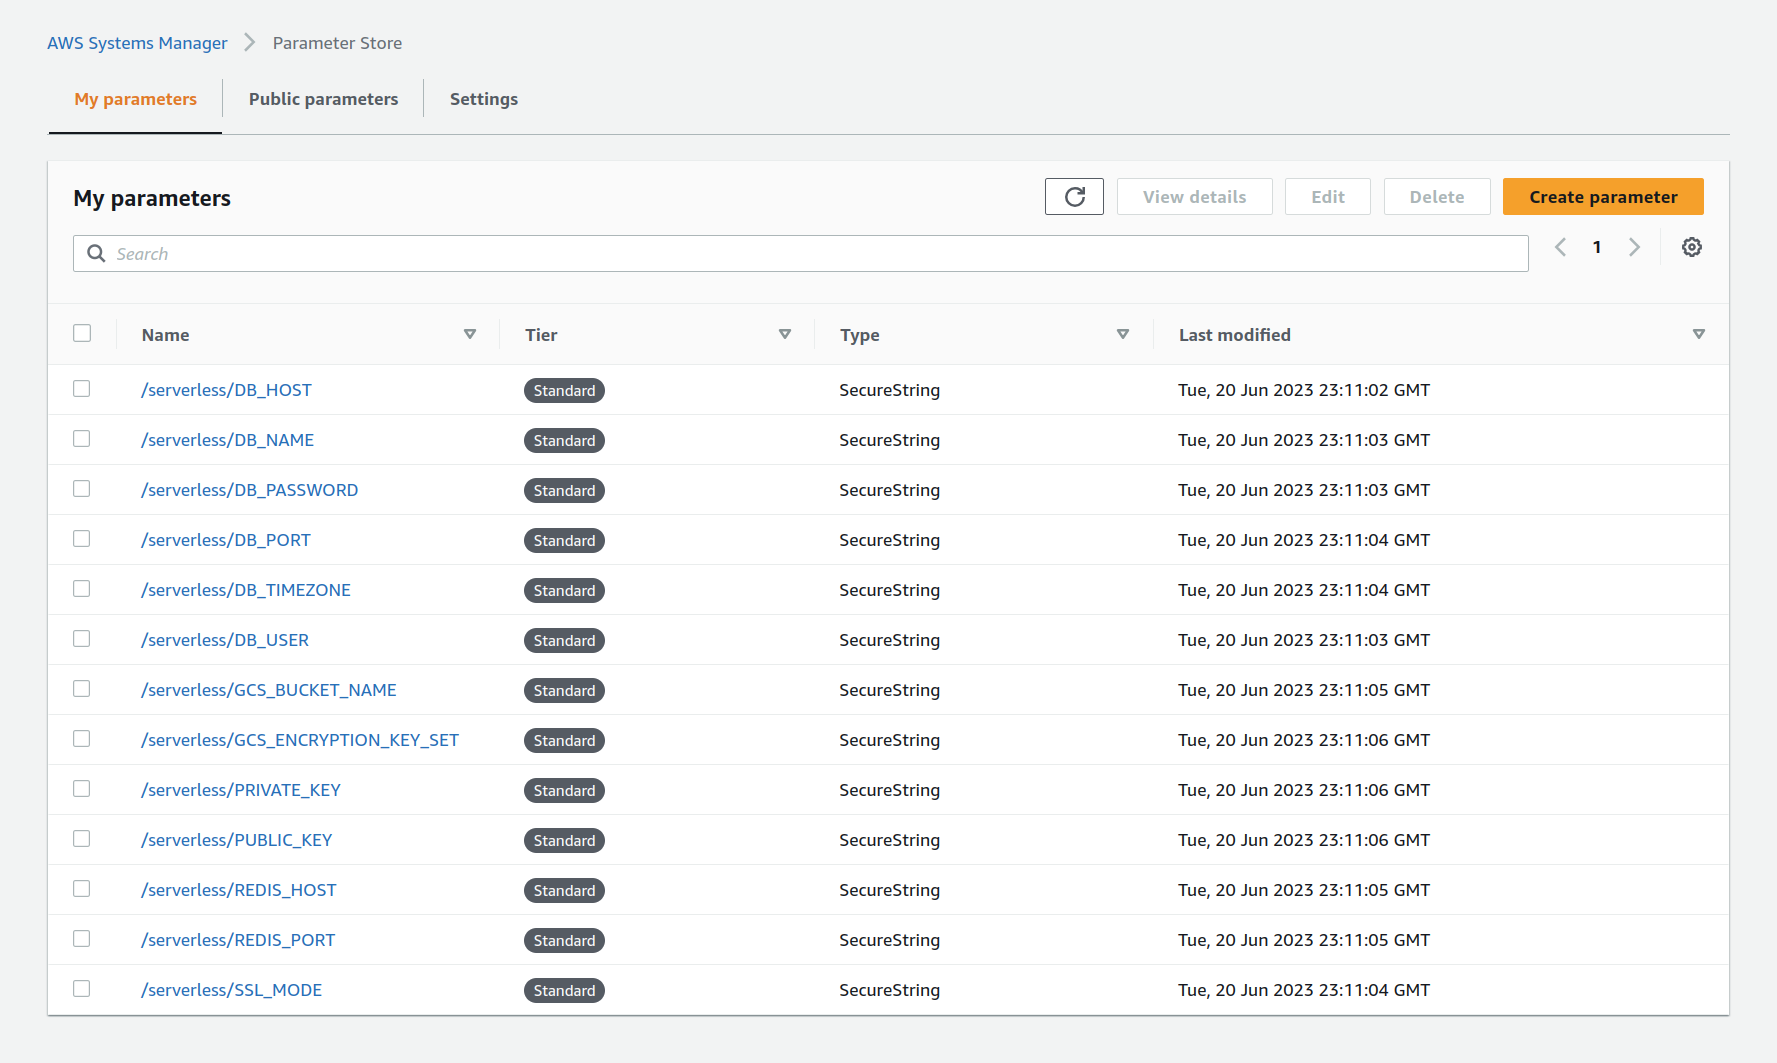 AWS Systems Manager Parameter Store
My parameters Public parameters Settings
My parameters View details Edit Delete Create parameter
Search 1
Name Tier Type Last modified
/serverless/DB_HOST Standard SecureString Tue, 20 Jun 2023 23:11:02 GMT
/serverless/DB_NAME Standard SecureString Tue, 20 Jun 2023 23:11:03 GMT
/serverless/DB_PASSWORD Standard SecureString Tue, 20 Jun 2023 23:11:03 GMT
/serverless/DB_PORT Standard SecureString Tue, 20 Jun 2023 23:11:04 GMT
/serverless/DB_TIMEZONE Standard SecureString Tue, 20 Jun 2023 23:11:04 GMT
/serverless/DB_USER Standard SecureString Tue, 20 Jun 2023 23:11:03 GMT
/serverless/GCS_BUCKET_NAME Standard SecureString Tue, 20 Jun 2023 23:11:05 GMT
/serverless/GCS_ENCRYPTION_KEY_SET Standard SecureString Tue, 20 Jun 2023 23:11:06 GMT
/serverless/PRIVATE_KEY Standard SecureString Tue, 20 Jun 2023 23:11:06 GMT
/serverless/PUBLIC_KEY Standard SecureString Tue, 20 Jun 2023 23:11:06 GMT
/serverless/REDIS_HOST Standard SecureString Tue, 20 Jun 2023 23:11:05 GMT
/serverless/REDIS_PORT Standard SecureString Tue, 20 Jun 2023 23:11:05 GMT
/serverless/SSL_MODE Standard SecureString Tue, 20 Jun 2023 23:11:04 GMT